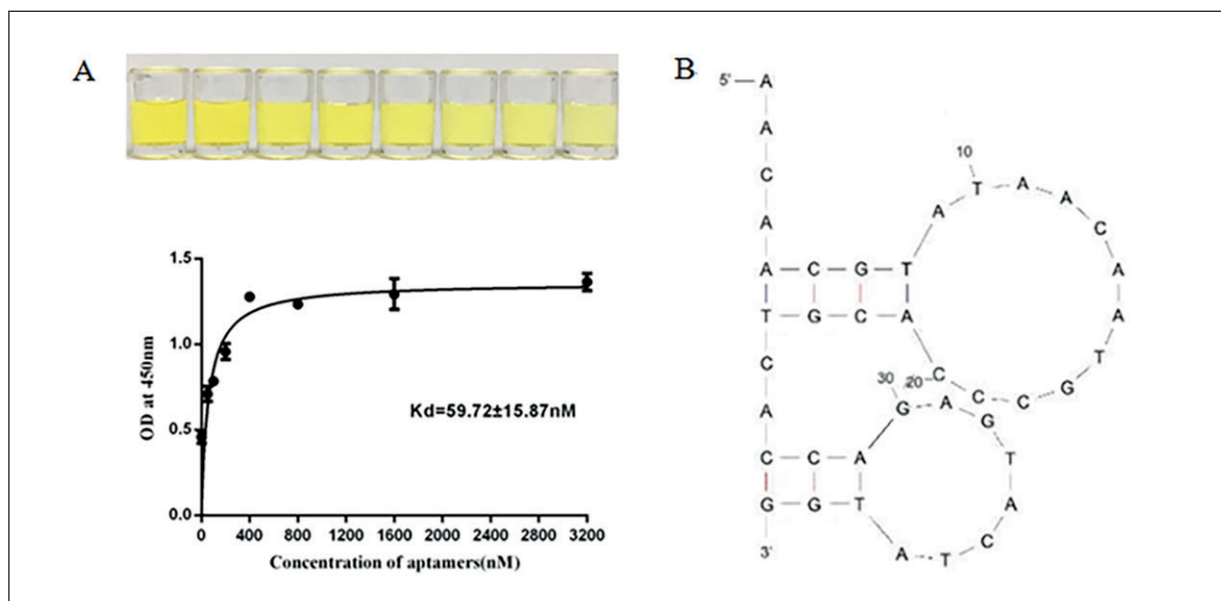 A
1.5
1.0
0.5
0.0
OD at 450nm
Kd=59.72±15.87nM
0 400 800 1200 1600 2000 2400 2800 3200
Concentration of aptamers(nM)
B
5'
A
A
C
A
A C G T A T A A C A A T G C C C
10
20
A C G T
C
A
C C A G A G T A C T A T G G
30
3'